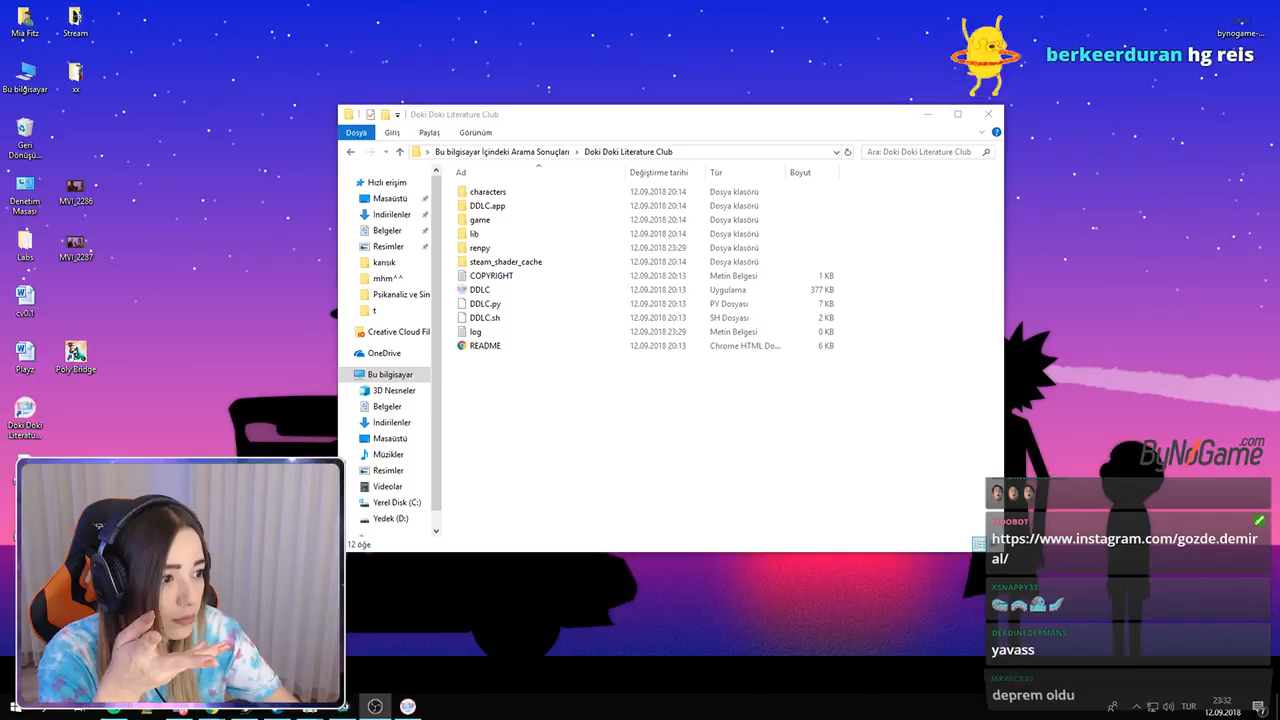 Mia Fitz
Stream
bynogame-...
berkeerduran hg reis
Bu bilgisayar
xx
Geri
Dönüşü...
Denetim
Masası
MVI_2286
Labs
MVI_2287
cv0.1
Playz
Poly Bridge
Doki Doki
Literatu...
Doki Doki Literature Club
Dosya
Giriş
Paylaş
Görünüm
Bu bilgisayar İçindeki Arama Sonuçları
Doki Doki Literature Club
Ara: Doki Doki Literature Club
Ad
Değiştirme tarihi
Tür
Boyut
characters 12.09.2018 20:14 Dosya klasörü
DDLC.app 12.09.2018 20:14 Dosya klasörü
game 12.09.2018 20:14 Dosya klasörü
lib 12.09.2018 20:14 Dosya klasörü
renpy 12.09.2018 23:29 Dosya klasörü
steam_shader_cache 12.09.2018 20:14 Dosya klasörü
COPYRIGHT 12.09.2018 20:13 Metin Belgesi 1 KB
DDLC 12.09.2018 20:13 Uygulama 377 KB
DDLC.py 12.09.2018 20:13 PY Dosyası 7 KB
DDLC.sh 12.09.2018 20:13 SH Dosyası 2 KB
log 12.09.2018 23:29 Metin Belgesi 0 KB
README 12.09.2018 20:13 Chrome HTML Do... 6 KB
Hızlı erişim
Masaüstü
İndirilenler
Belgeler
Resimler
karısık
mhm^^
Psikanaliz ve Sin
t
Creative Cloud Fil
OneDrive
Bu bilgisayar
3D Nesneler
Belgeler
İndirilenler
Masaüstü
Müzikler
Resimler
Videolar
Yerel Disk (C:)
Yedek (D:)
12 öğe
ByNoGame.com
MOOBOT
https://www.instagram.com/gozde.demir
al/
XSNAPPY33
DERDINEDERMANS
yavass
deprem oldu
TUR
23:32
12.09.2018